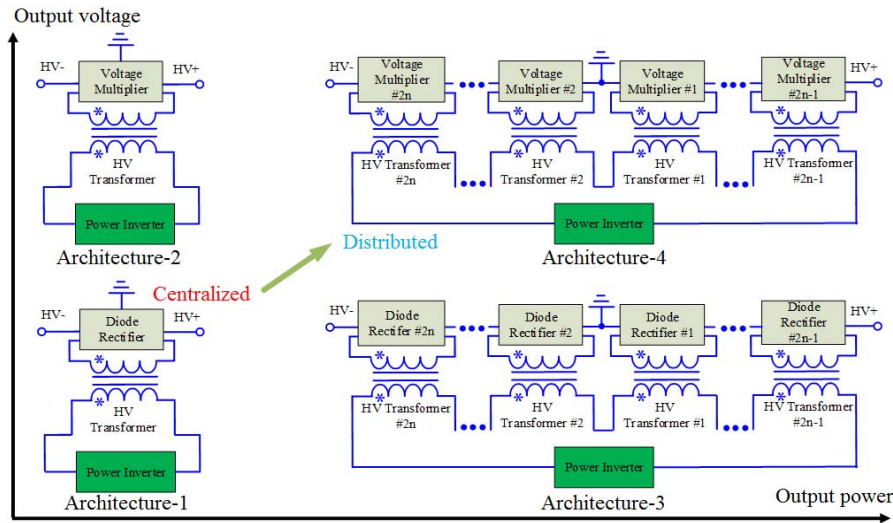 Output voltage
HV-
Voltage
Multiplier
HV+
*
*
HV
Transformer
Power Inverter
Architecture-2
HV-
Voltage
Multiplier
#2n
Voltage
Multiplier #2
Voltage
Multiplier #1
Voltage
Multiplier
#2n-1
HV+
*
*
*
*
*
*
*
*
HV Transformer
#2n
HV
Transformer #2
HV
Transformer #1
HV Transformer
#2n-1
Power Inverter
Architecture-4
Distributed
Centralized
HV-
Diode
Rectifier
HV+
*
*
HV
Transformer
Power Inverter
Architecture-1
HV-
Diode
Rectifer #2n
Diode
Rectifier #2
Diode
Rectifier #1
Diode
Rectifier
#2n-1
HV+
*
*
*
*
*
*
*
*
HV Transformer
#2n
HV
Transformer #2
HV
Transformer #1
HV Transformer
#2n-1
Power Inverter
Architecture-3
Output power